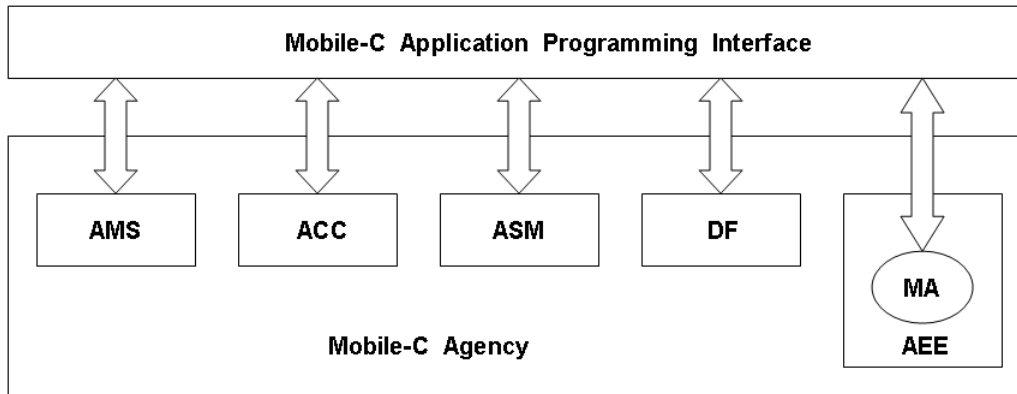 Mobile-C Application Programming Interface
AMS
ACC
ASM
DF
MA
AEE
Mobile-C Agency